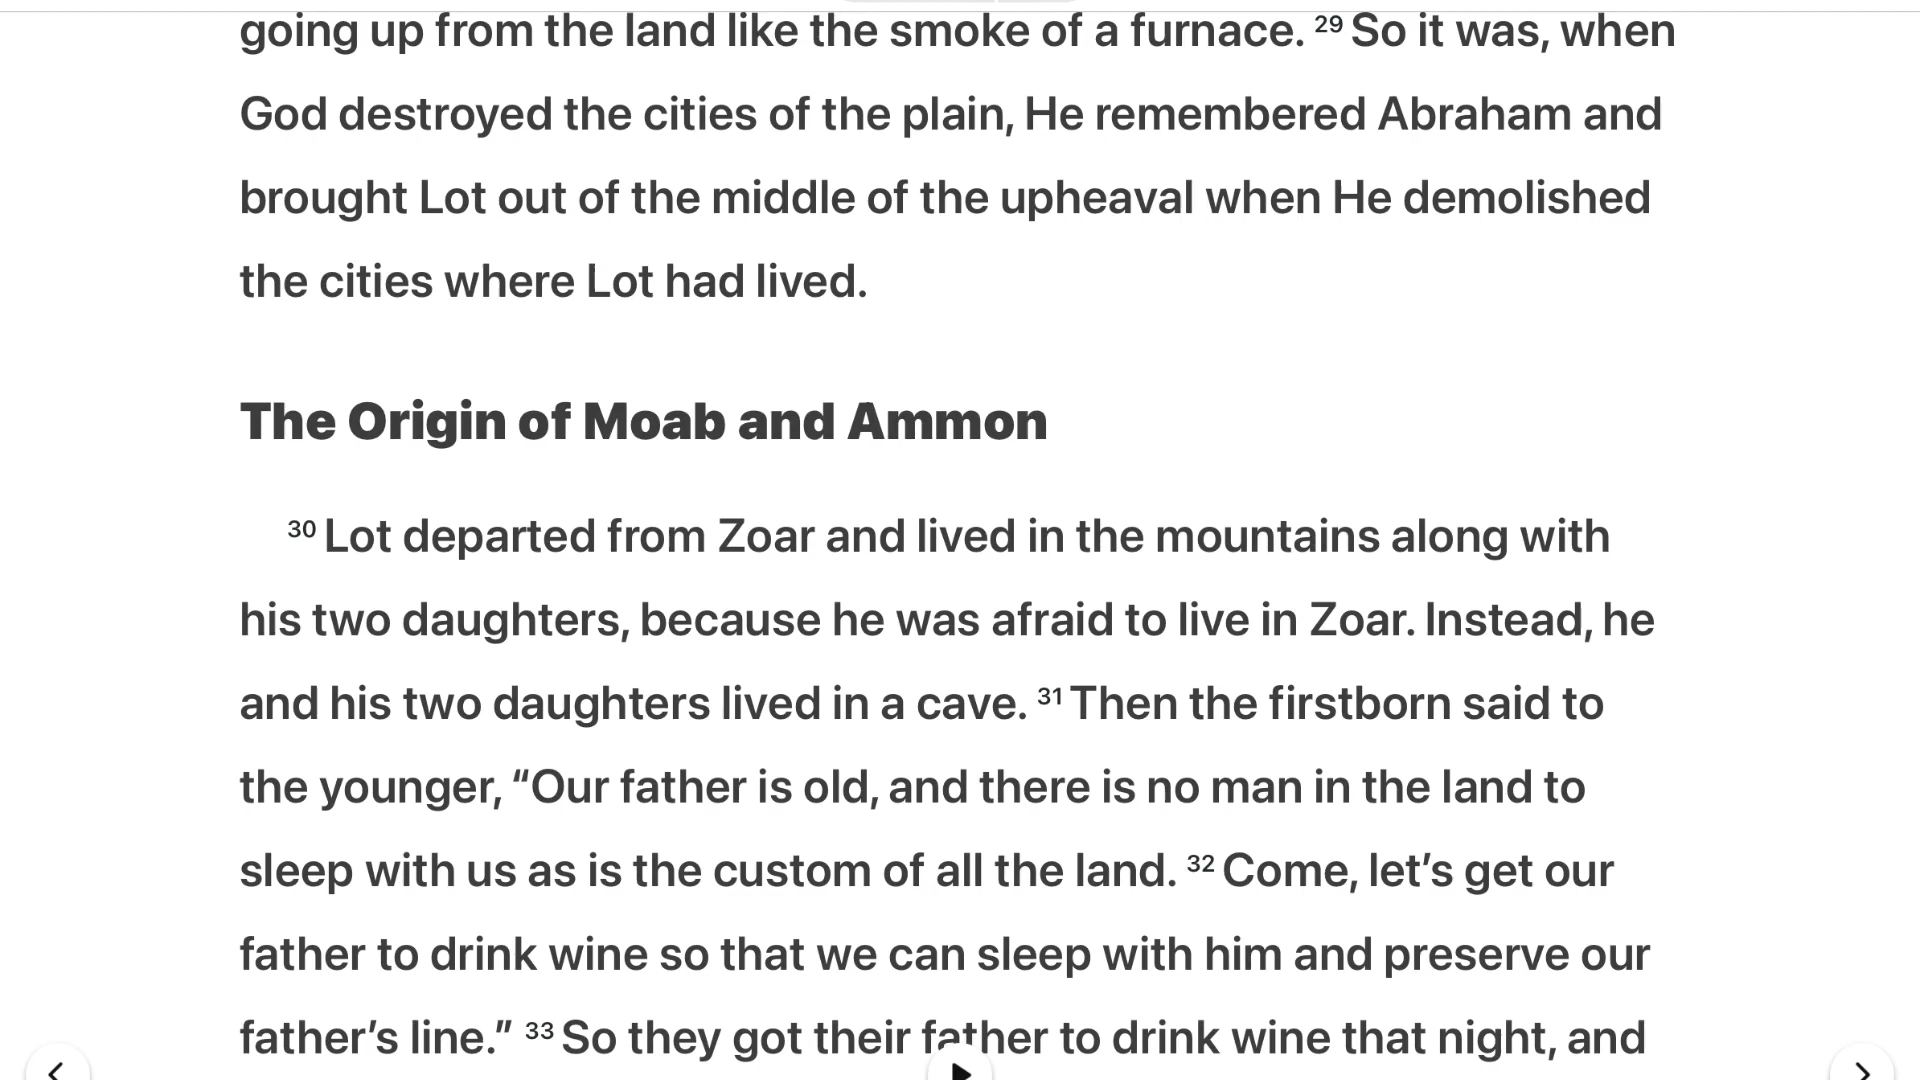 going up from the land like the smoke of a furnace. 29 So it was, when
God destroyed the cities of the plain, He remembered Abraham and
brought Lot out of the middle of the upheaval when He demolished
the cities where Lot had lived.
The Origin of Moab and Ammon
30 Lot departed from Zoar and lived in the mountains along with
his two daughters, because he was afraid to live in Zoar. Instead, he
and his two daughters lived in a cave. 31 Then the firstborn said to
the younger, “Our father is old, and there is no man in the land to
sleep with us as is the custom of all the land. 32 Come, let’s get our
father to drink wine so that we can sleep with him and preserve our
father’s line.” 33 So they got their father to drink wine that night, and